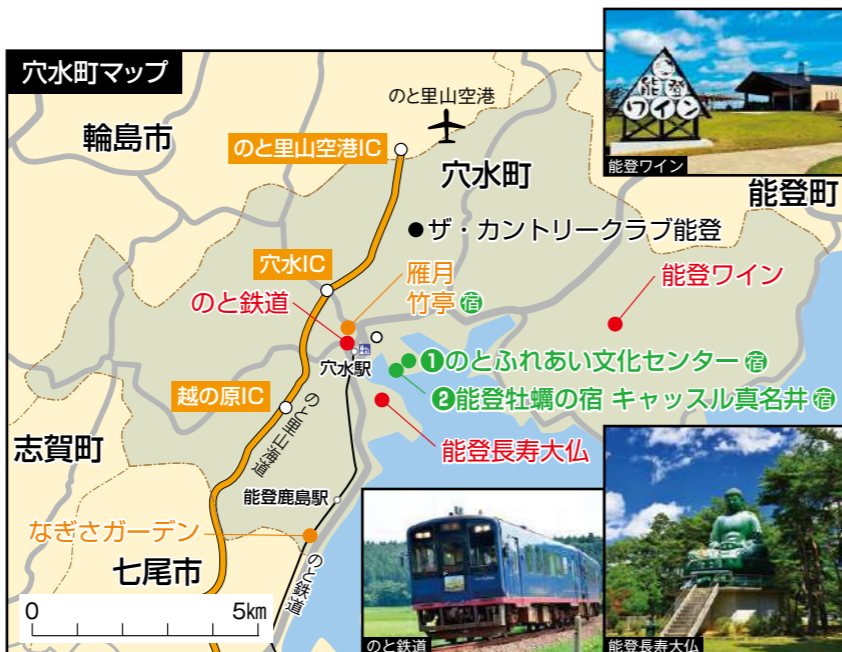 穴水町マップ
のと里山空港
輪島市
のと里山空港IC
穴水町
能登
ワイン
能登ワイン
能登町
ザ・カントリークラブ能登
穴水IC
雁月
竹亭 宿
能登ワイン
のと鉄道
穴水駅
❶のとふれあい文化センター 宿
❷能登牡蠣の宿 キャッスル真名井 宿
越の原IC
のと里山海道
能登長寿大仏
志賀町
能登鹿島駅
なぎさガーデン
のと鉄道
七尾市
0 5km
のと鉄道
能登長寿大仏